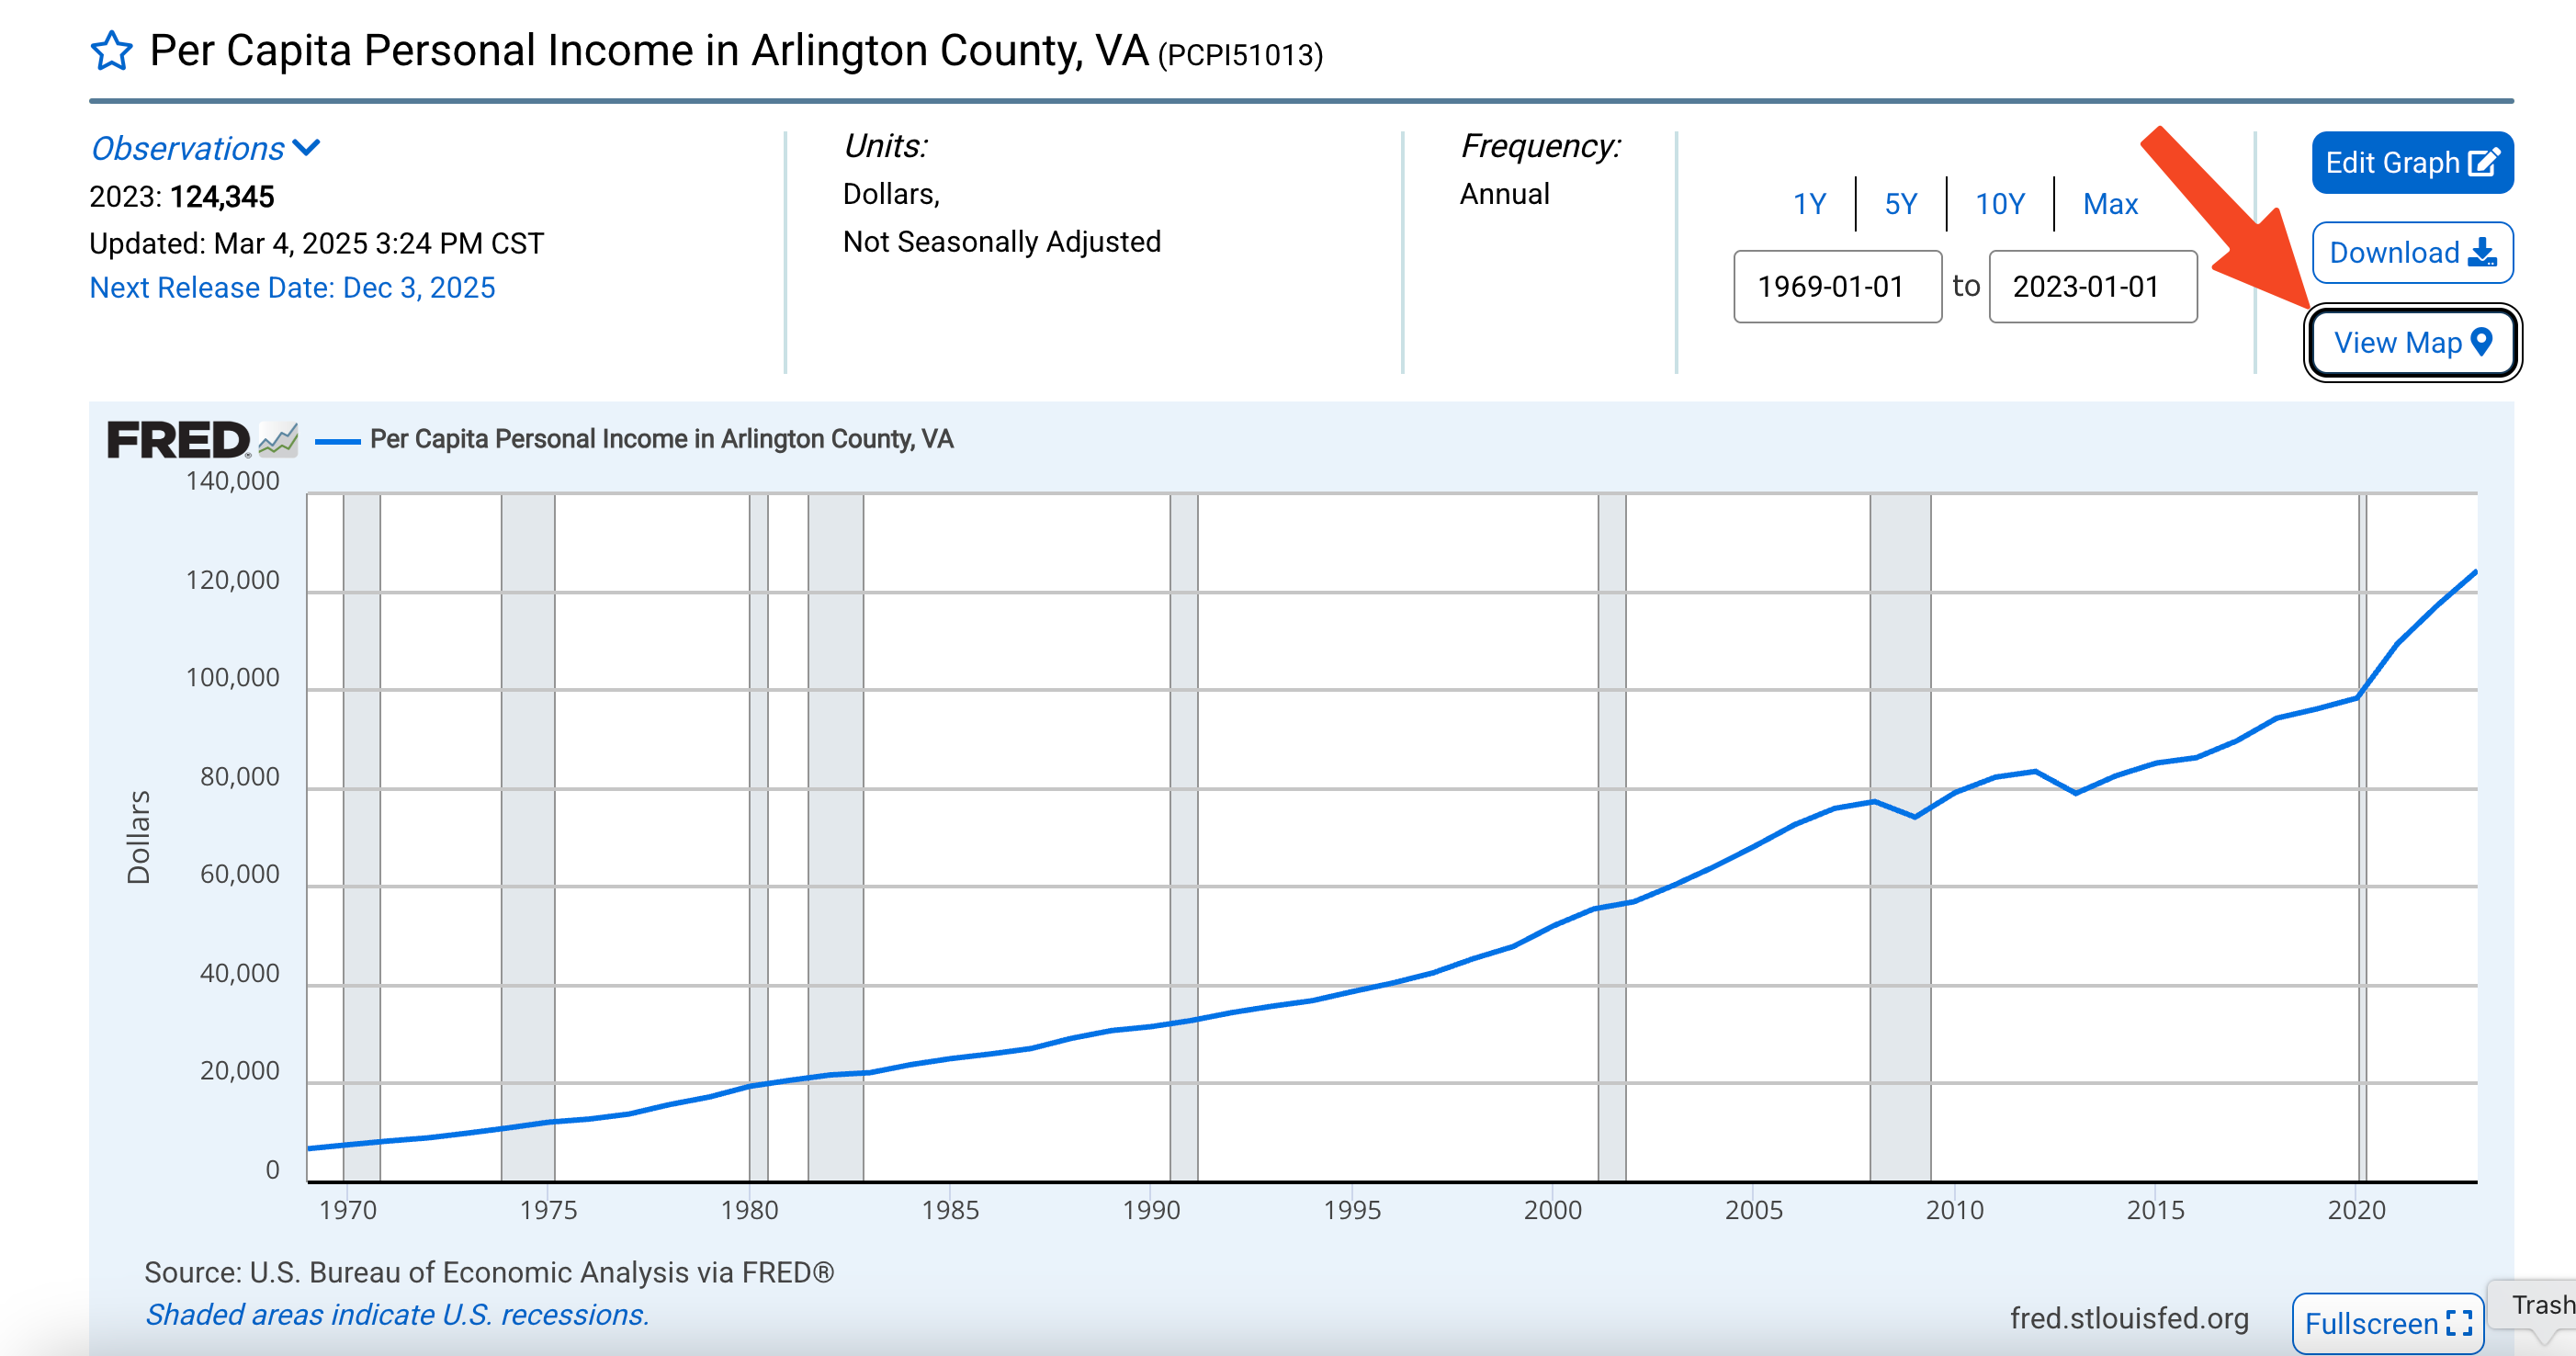 Per Capita Personal Income in Arlington County, VA (PCPI51013)
Observations
2023: 124,345
Updated: Mar 4, 2025 3:24 PM CST
Next Release Date: Dec 3, 2025
Units:
Dollars,
Not Seasonally Adjusted
Frequency:
Annual
1Y | 5Y | 10Y | Max
1969-01-01 to 2023-01-01
Edit Graph
Download
View Map
FRED® Per Capita Personal Income in Arlington County, VA
140,000
120,000
100,000
80,000
60,000
40,000
20,000
0
Dollars
1970 1975 1980 1985 1990 1995 2000 2005 2010 2015 2020
Source: U.S. Bureau of Economic Analysis via FRED®
Shaded areas indicate U.S. recessions.
fred.stlouisfed.org
Fullscreen
Trash